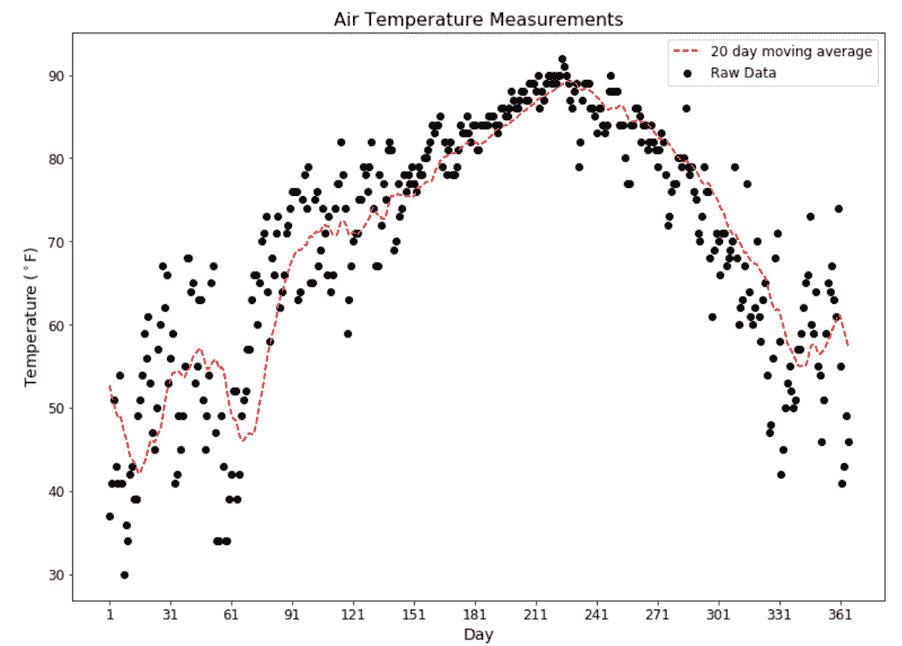 Air Temperature Measurements
20 day moving average
Raw Data
Temperature (°F)
90
80
70
60
50
40
30
1 31 61 91 121 151 181 211 241 271 301 331 361
Day